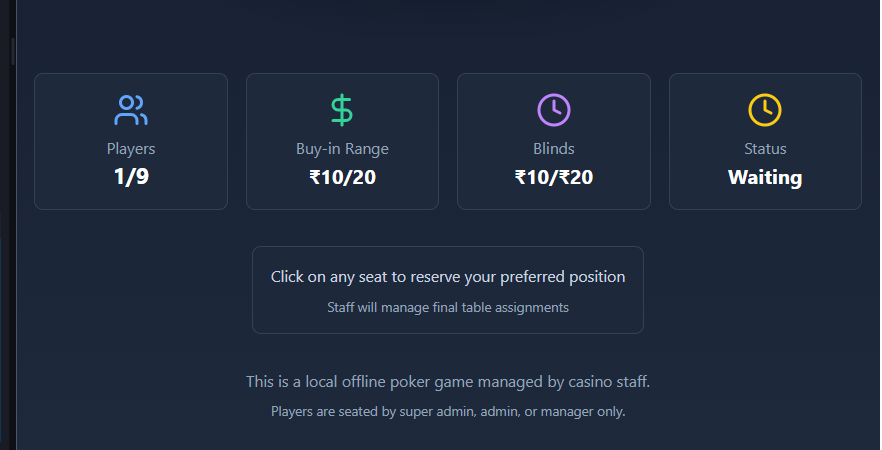 Players
1/9
Buy-in Range
₹10/20
Blinds
₹10/₹20
Status
Waiting
Click on any seat to reserve your preferred position
Staff will manage final table assignments
This is a local offline poker game managed by casino staff.
Players are seated by super admin, admin, or manager only.